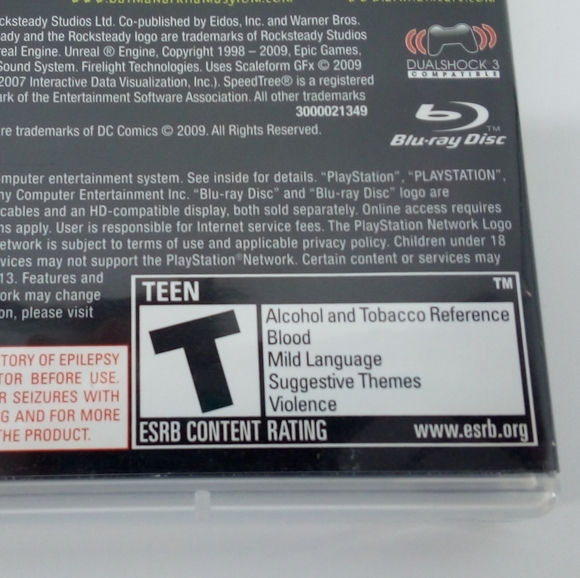 cksteady Studios Ltd. Co-published by Eidos, Inc. and Warner Bros.
ady and the Rocksteady logo are trademarks of Rocksteady Studios
real Engine. Unreal ® Engine, Copyright 1998 – 2009, Epic Games,
Sound System. Firelight Technologies. Uses Scaleform GFx © 2009
2007 Interactive Data Visualization, Inc.). SpeedTree® is a registered
ark of the Entertainment Software Association. All other trademarks
3000021349
re trademarks of DC Comics © 2009. All Rights Reserved.
DUALSHOCK 3
COMPATIBLE
Blu-ray Disc
TM
mputer entertainment system. See inside for details. “PlayStation”, “PLAYSTATION”,
ny Computer Entertainment Inc. “Blu-ray Disc” and “Blu-ray Disc” logo are
cables and an HD-compatible display, both sold separately. Online access requires
ns apply. User is responsible for Internet service fees. The PlayStation Network Logo
etwork is subject to terms of use and applicable privacy policy. Children under 18
vices may not support the PlayStation®Network. Certain content or services may
13. Features and
ork may change
on, please visit
TORY OF EPILEPSY
TOR BEFORE USE.
R SEIZURES WITH
G AND FOR MORE
THE PRODUCT.
TEEN
TM
T
Alcohol and Tobacco Reference
Blood
Mild Language
Suggestive Themes
Violence
ESRB CONTENT RATING
www.esrb.org